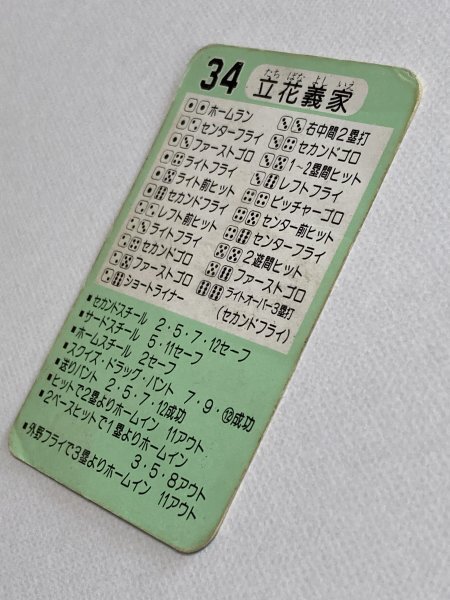 34 立花義家
たち ばな よし いえ
ホームラン
センターフライ
ファーストゴロ
ライトフライ
ライト前ヒット
セカンドフライ
レフト前ヒット
ライトフライ
セカンドゴロ
ファーストゴロ
ショートライナー
右中間2塁打
セカンドゴロ
1~2塁間ヒット
レフトフライ
ピッチャーゴロ
センター前ヒット
センターフライ
2遊間ヒット
ファーストゴロ
ライトオーバー3塁打
(セカンドフライ)
■セカンドスチール 2・5・7・12セーフ
■サードスチール 5・11セーフ
■ホームスチール 2セーフ
■スクイズ・ドラッグ・バント 7・9・⑫成功
■送りバント 2・5・7・12成功
■ヒットで2塁よりホームイン 11アウト
■2ベースヒットで1塁よりホームイン
3・5・8アウト
■外野フライで3塁よりホームイン 11アウト